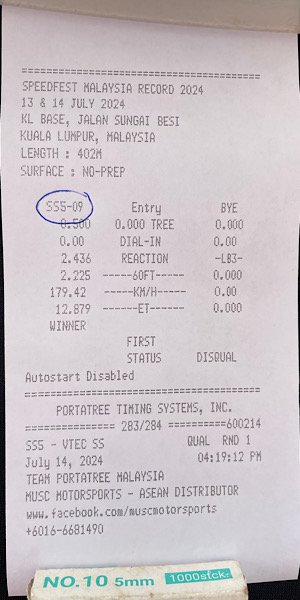 =====================================
SPEEDFEST MALAYSIA RECORD 2024
13 & 14 JULY 2024
KL BASE, JALAN SUNGAI BESI
KUALA LUMPUR, MALAYSIA
LENGTH : 402M
SURFACE : NO-PREP
SS5-09 Entry BYE
0.500 0.000 TREE 0.000
0.00 DIAL-IN 0.00
2.436 REACTION -LB3-
2.225 -----60FT----- 0.000
179.42 -----KM/H----- 0.00
12.879 ------ET------ 0.000
WINNER
FIRST
STATUS DISQUAL
Autostart Disabled
=====================================
PORTATREE TIMING SYSTEMS, INC.
================ 283/284 ==========600214
SS5 - VTEC SS QUAL RND 1
July 14, 2024 04:19:12 PM
TEAM PORTATREE MALAYSIA
MUSC MOTORSPORTS - ASEAN DISTRIBUTOR
www.facebook.com/muscmotorsports
+6016-6681490
NO.10 5mm 1000stck.